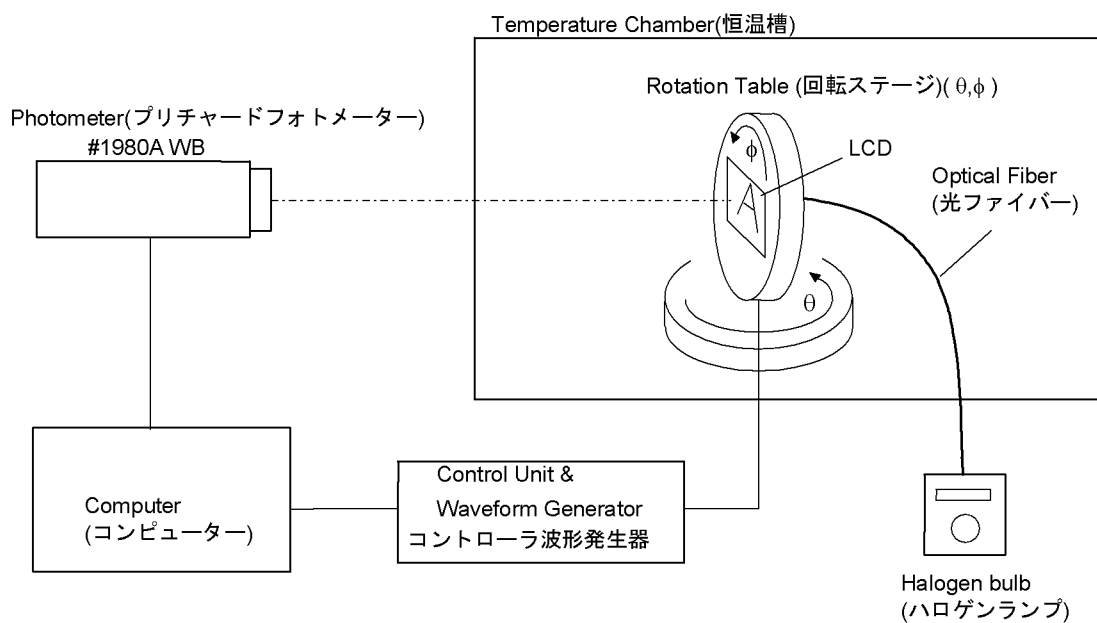 Temperature Chamber(恒温槽)
Rotation Table (回転ステージ)( θ,ϕ )
Photometer(プリチャードフォトメーター)
#1980A WB
ϕ
LCD
A
Optical Fiber
(光ファイバー)
θ
Computer
(コンピューター)
Control Unit &
Waveform Generator
コントローラ波形発生器
Halogen bulb
(ハロゲンランプ)